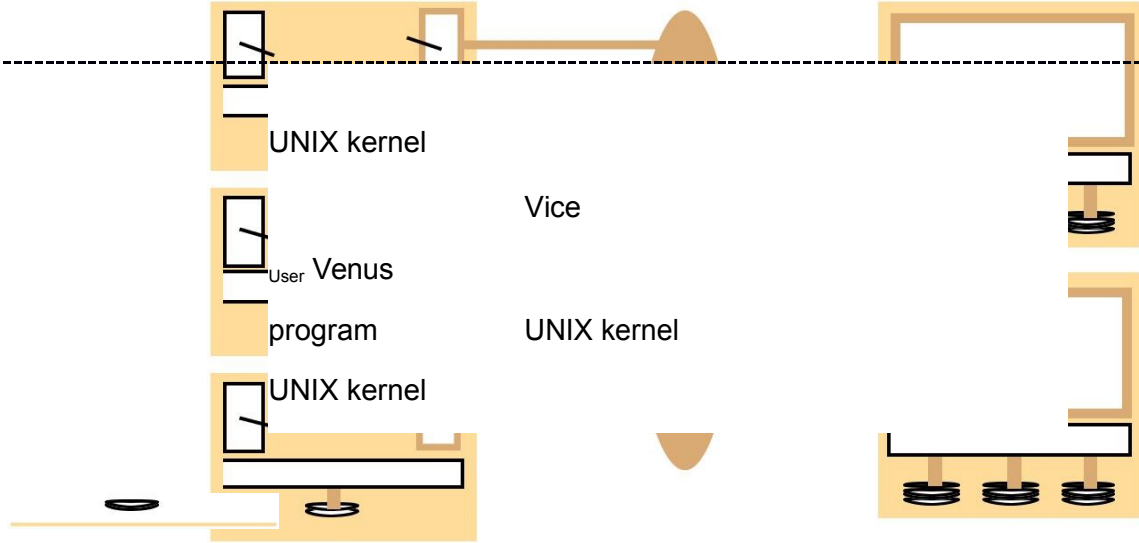 UNIX kernel
Vice
User Venus
program UNIX kernel
UNIX kernel